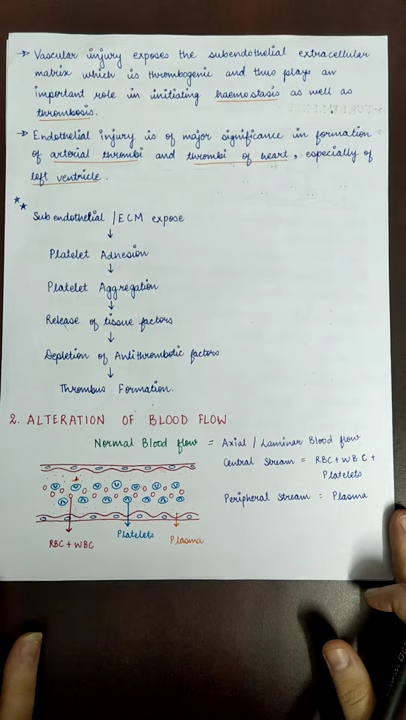 → Vascular injury exposes the subendothelial extracellular
matrix which is thrombogenic and thus plays an
important role in initiating haemostasis as well as
thrombosis.
→ Endothelial injury is of major significance in formation
of arterial thrombi and thrombi of heart, especially of
left ventricle.
** Sub endothelial / ECM expose
↓
Platelet Adhesion
↓
Platelet Aggregation
↓
Release of tissue factors
↓
Depletion of Antithrombotic factors
↓
Thrombus Formation.
2. ALTERATION OF BLOOD FLOW
Normal Blood flow = Axial / Laminar Blood flow
Central Stream = RBC + WBC +
Platelets
Peripheral Stream = Plasma
RBC + WBC
Platelets
Plasma